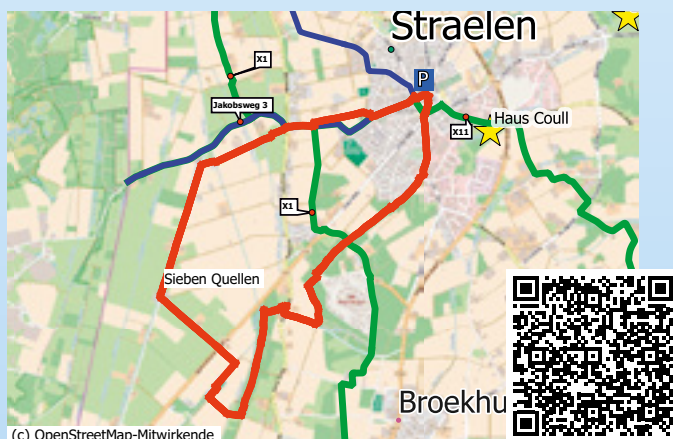 Straelen
P
X1
Jakobsweg 3
Haus Coull
X11
X1
Sieben Quellen
Broekhu
(c) OpenStreetMap-Mitwirkende